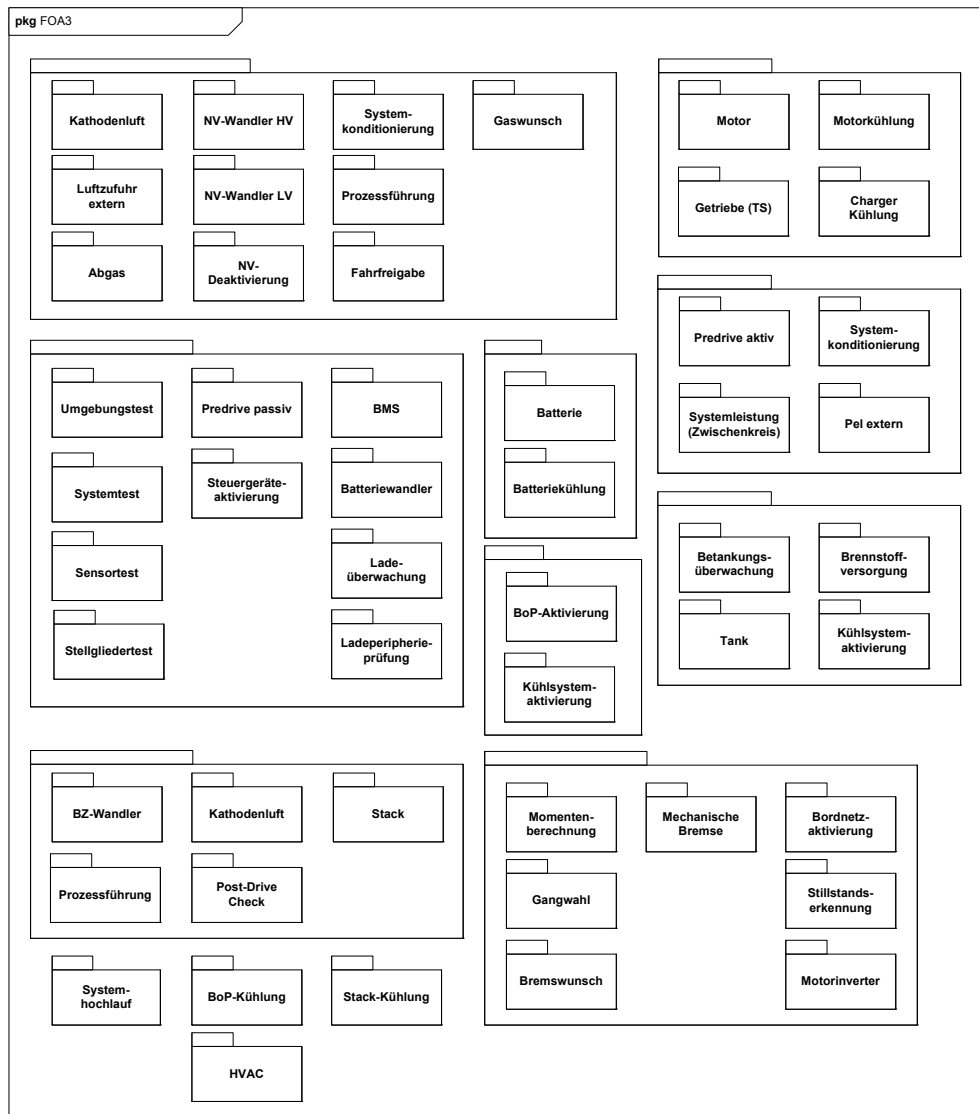 pkg FOA3
Kathodenluft
NV-Wandler HV
System-
konditionierung
Gaswunsch
Luftzufuhr
extern
NV-Wandler LV
Prozessführung
Abgas
NV-
Deaktivierung
Fahrfreigabe
Motor
Motorkühlung
Getriebe (TS)
Charger
Kühlung
Predrive aktiv
System-
konditionierung
Systemleistung
(Zwischenkreis)
Pel extern
Umgebungstest
Predrive passiv
BMS
Systemtest
Steuergeräte-
aktivierung
Batteriewandler
Sensortest
Lade-
überwachung
Stellgliedertest
Ladeperipherie-
prüfung
Batterie
Batteriekühlung
BoP-Aktivierung
Kühlsystem-
aktivierung
Betankungs-
überwachung
Brennstoff-
versorgung
Tank
Kühlsystem-
aktivierung
BZ-Wandler
Kathodenluft
Stack
Prozessführung
Post-Drive
Check
Momenten-
berechnung
Mechanische
Bremse
Bordnetz-
aktivierung
Gangwahl
Stillstands-
erkennung
Bremswunsch
Motorinverter
System-
hochlauf
BoP-Kühlung
Stack-Kühlung
HVAC